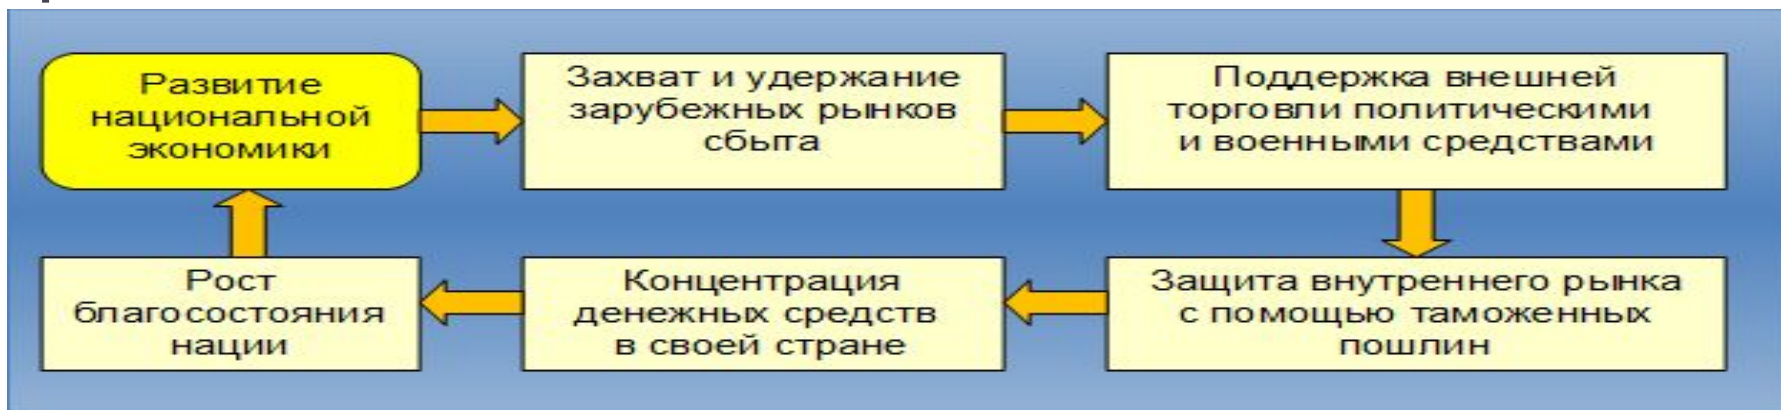 Развитие
национальной
экономики
Захват и удержание
зарубежных рынков
сбыта
Поддержка внешней
торговли политическими
и военными средствами
Защита внутреннего рынка
с помощью таможенных
пошлин
Концентрация
денежных средств
в своей стране
Рост
благосостояния
нации